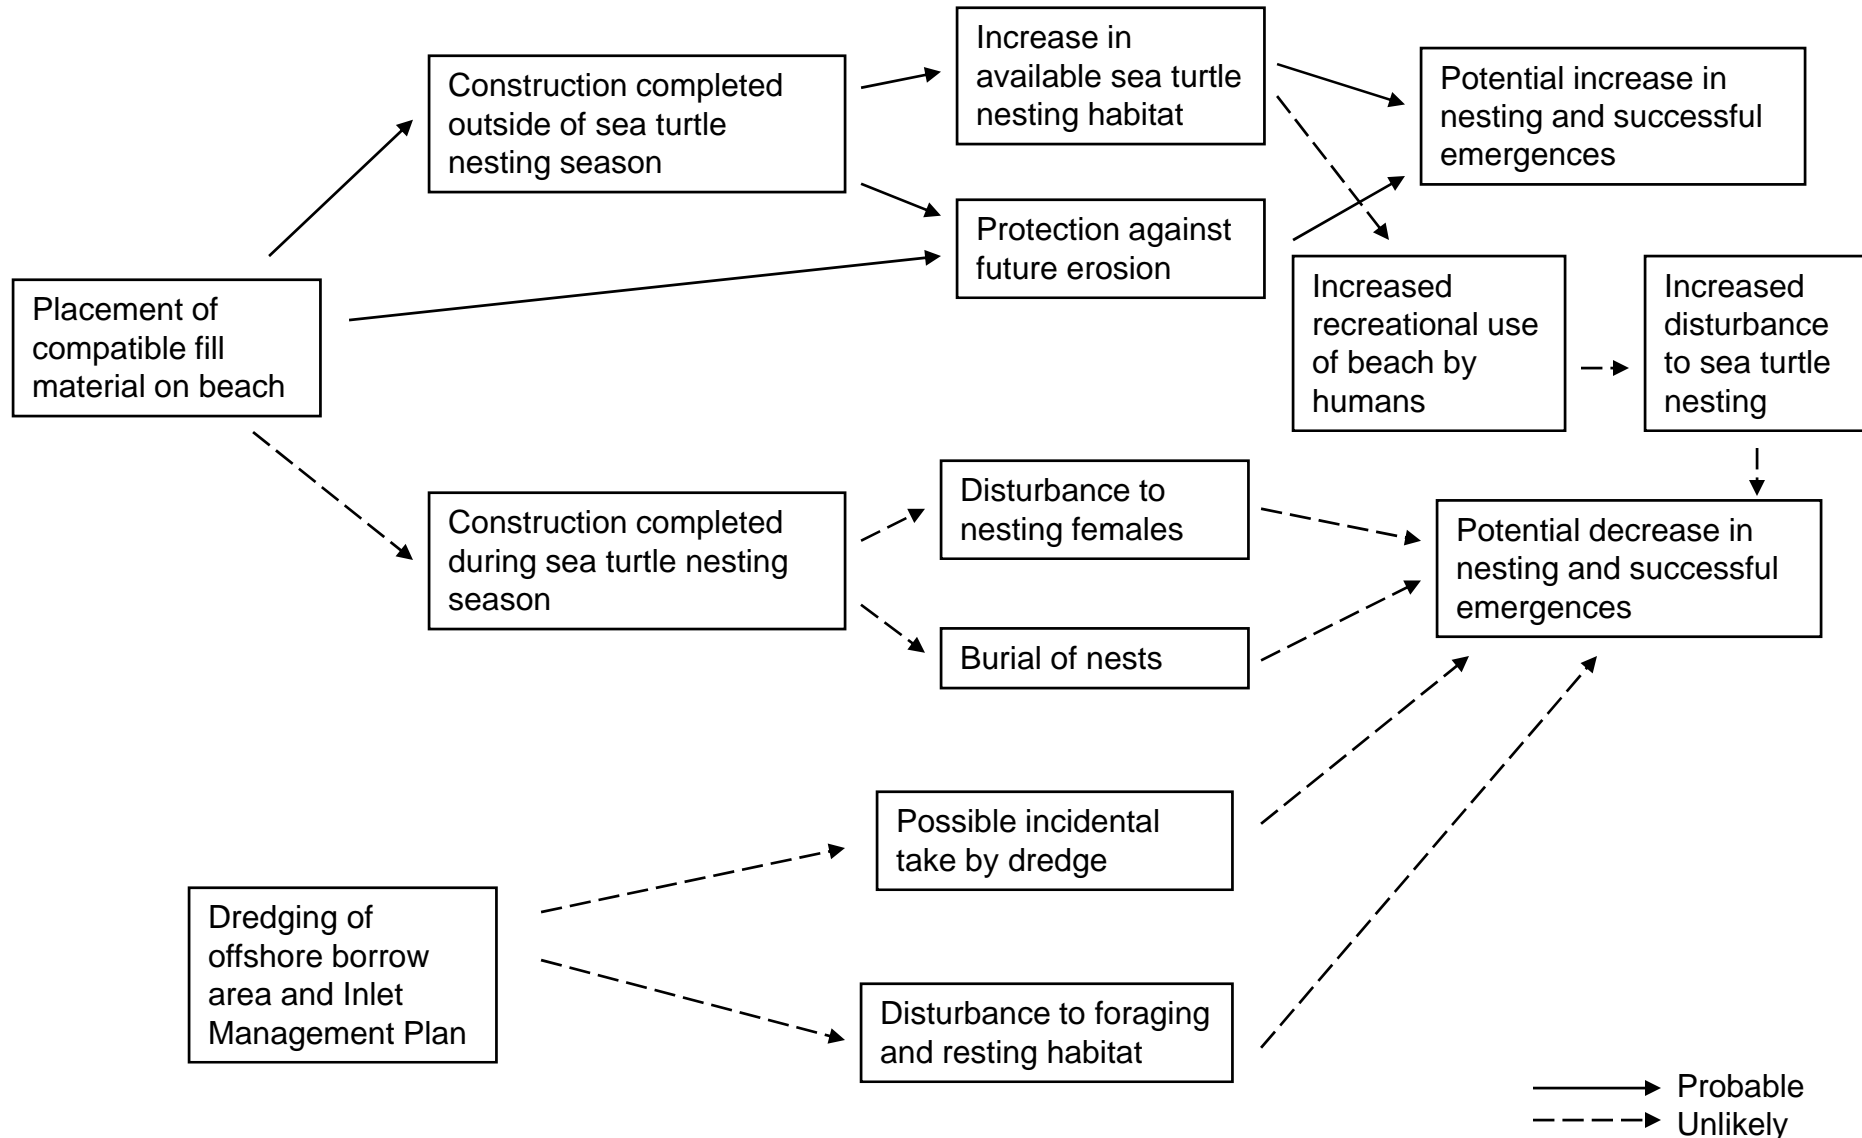 Increase in
available sea turtle
nesting habitat
Construction completed
outside of sea turtle
nesting season
Potential increase in
nesting and successful
emergences
Protection against
future erosion
Placement of
compatible fill
material on beach
Increased
recreational use
of beach by
humans
Increased
disturbance
to sea turtle
nesting
Construction completed
during sea turtle nesting
season
Disturbance to
nesting females
Potential decrease in
nesting and successful
emergences
Burial of nests
Possible incidental
take by dredge
Dredging of
offshore borrow
area and Inlet
Management Plan
Disturbance to foraging
and resting habitat
Probable
Unlikely